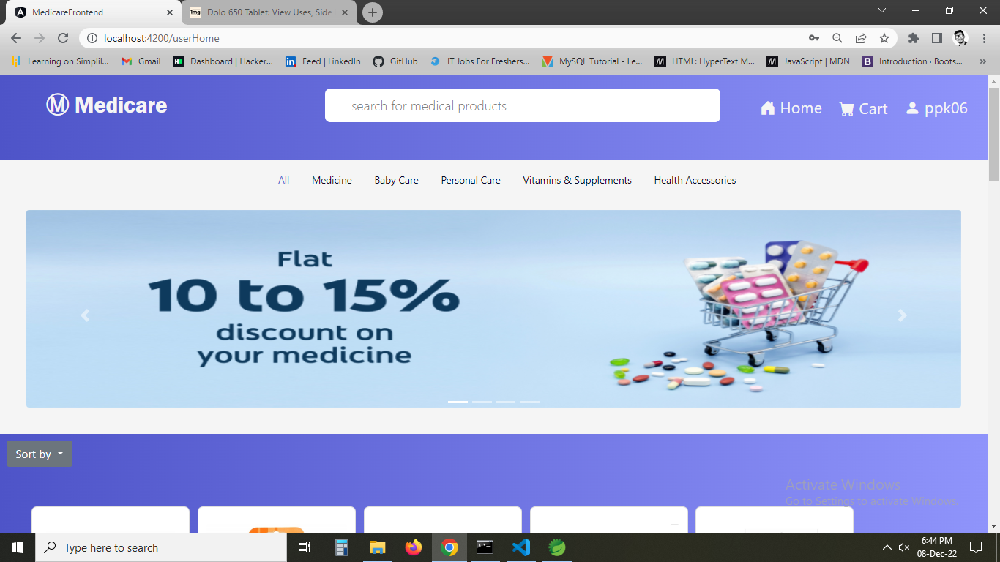 MedicareFrontend
1mg Dolo 650 Tablet: View Uses, Side
localhost:4200/userHome
Learning on Simplil... Gmail Dashboard | Hacker... Feed | LinkedIn GitHub IT Jobs For Freshers... MySQL Tutorial - Le... HTML: HyperText M... JavaScript | MDN Introduction · Boots...
M Medicare
search for medical products
Home Cart ppk06
All Medicine Baby Care Personal Care Vitamins & Supplements Health Accessories
Flat
10 to 15%
discount on
your medicine
Sort by
Activate Windows
Go to Settings to activate Windows.
Type here to search
6:44 PM
08-Dec-22